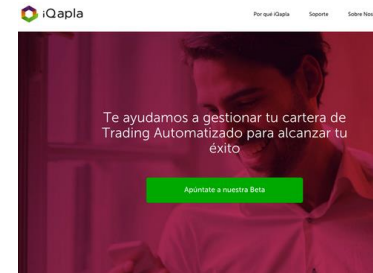 iQapla
Por qué iQapla
Soporte
Sobre Nos
Te ayudamos a gestionar tu cartera de
Trading Automatizado para alcanzar tu
éxito
Apúntate a nuestra Beta